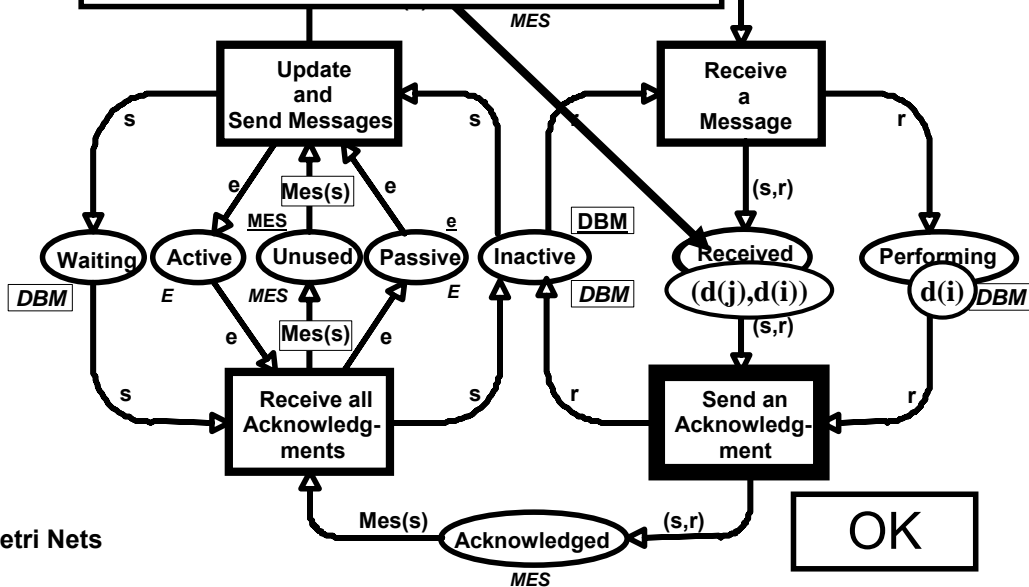 MES
Update
and
Send Messages
Receive
a
Message
s
s
r
r
e
Mes(s)
e
(s,r)
MES
e
DBM
Waiting
Active
Unused
Passive
Inactive
Received
Performing
DBM
E
MES
E
DBM
(d(j),d(i))
d(i)
DBM
e
Mes(s)
e
(s,r)
s
s
r
r
Receive all
Acknowledg-
ments
Send an
Acknowledg-
ment
Mes(s)
Acknowledged
(s,r)
OK
etri Nets
MES